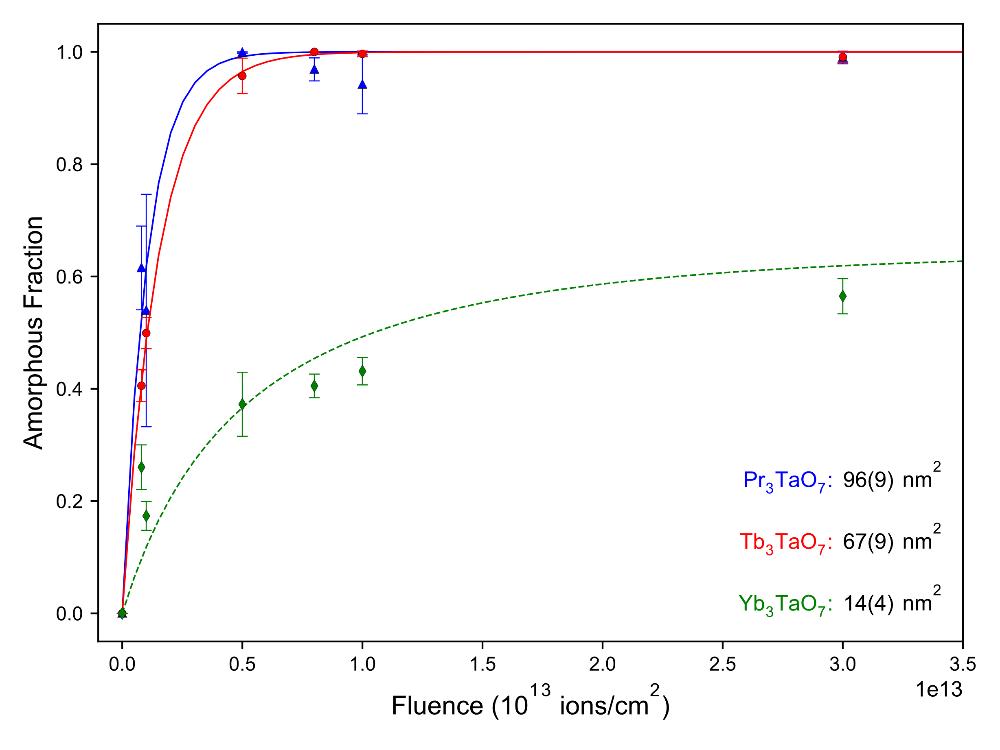 1.0
0.8
0.6
0.4
0.2
0.0
Amorphous Fraction
Pr₃TaO₇: 96(9) nm²
Tb₃TaO₇: 67(9) nm²
Yb₃TaO₇: 14(4) nm²
0.0 0.5 1.0 1.5 2.0 2.5 3.0 3.5
1e13
Fluence (10¹³ ions/cm²)